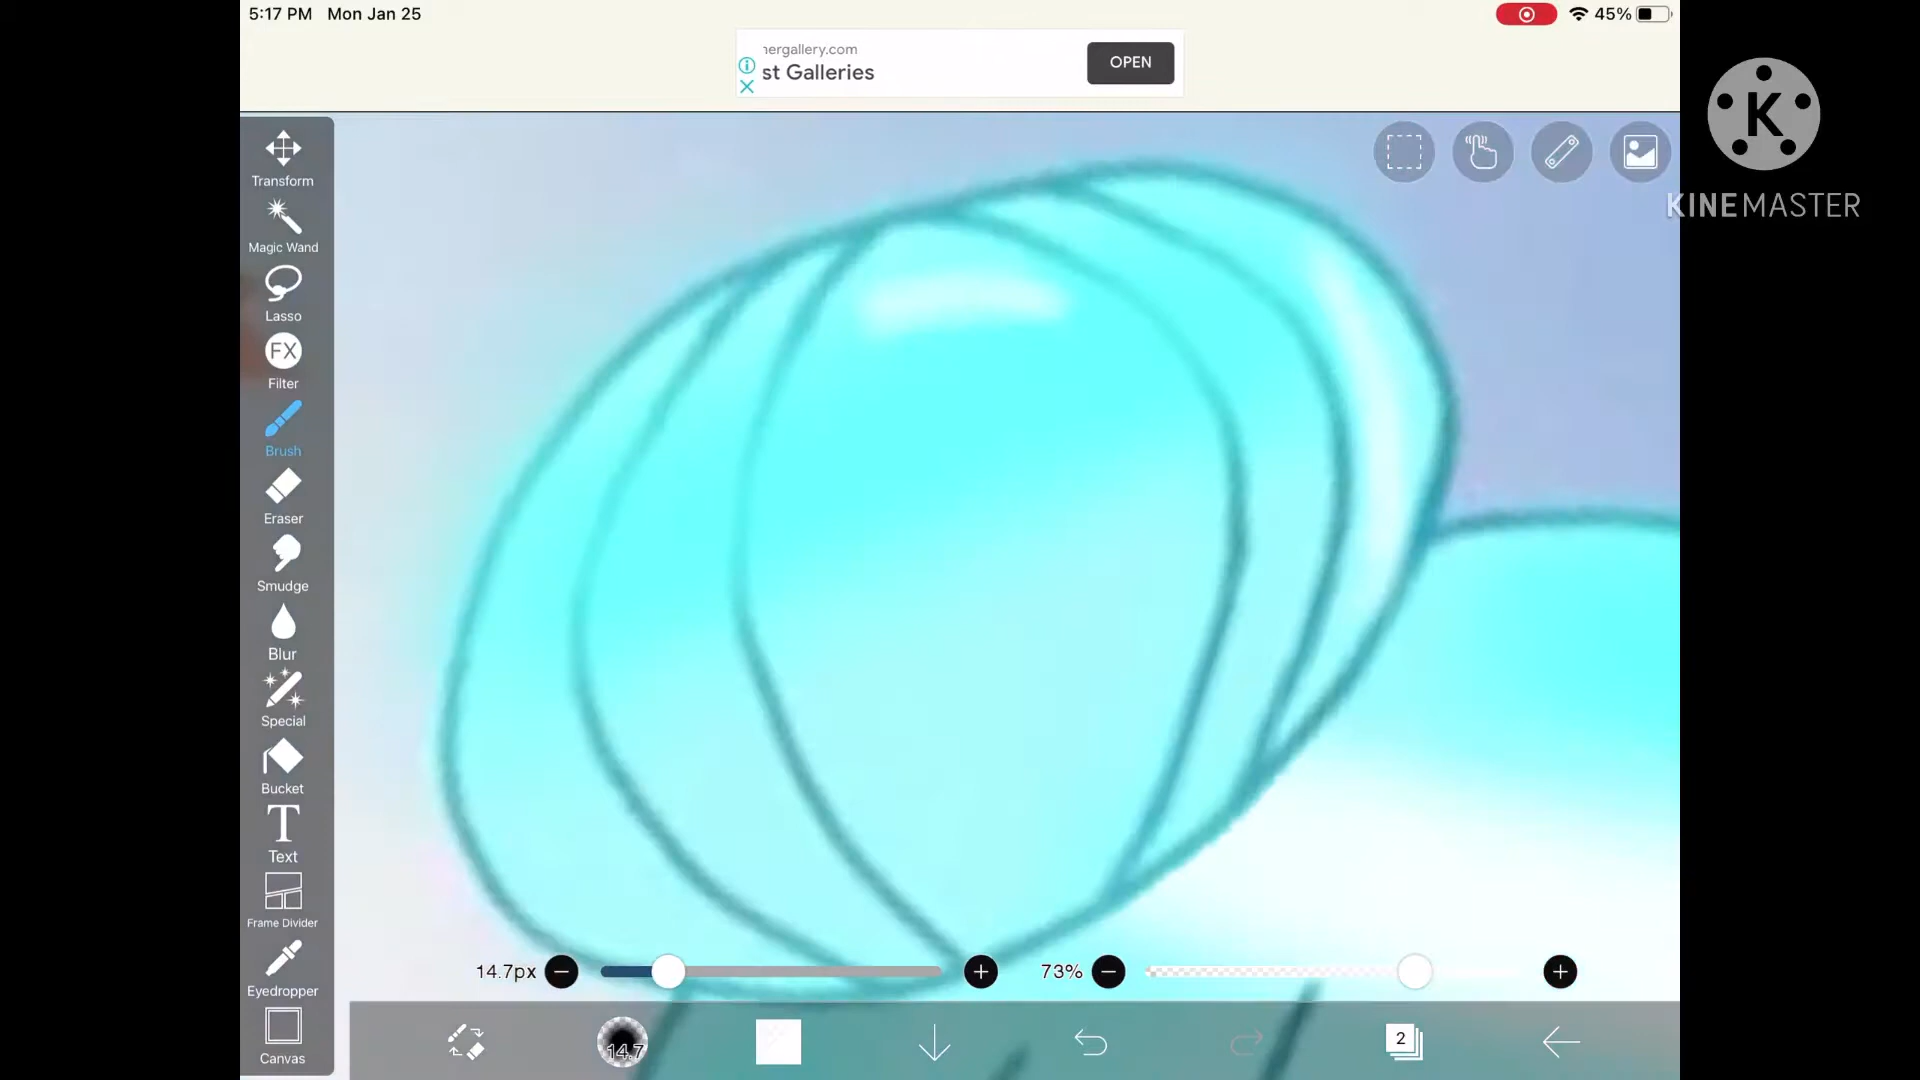 5:17 PM Mon Jan 25
45%
hergallery.com
st Galleries
OPEN
K
KINEMASTER
Transform
Magic Wand
Lasso
FX
Filter
Brush
Eraser
Smudge
Blur
Special
Bucket
T
Text
Frame Divider
Eyedropper
Canvas
14.7px
73%
14.7
2